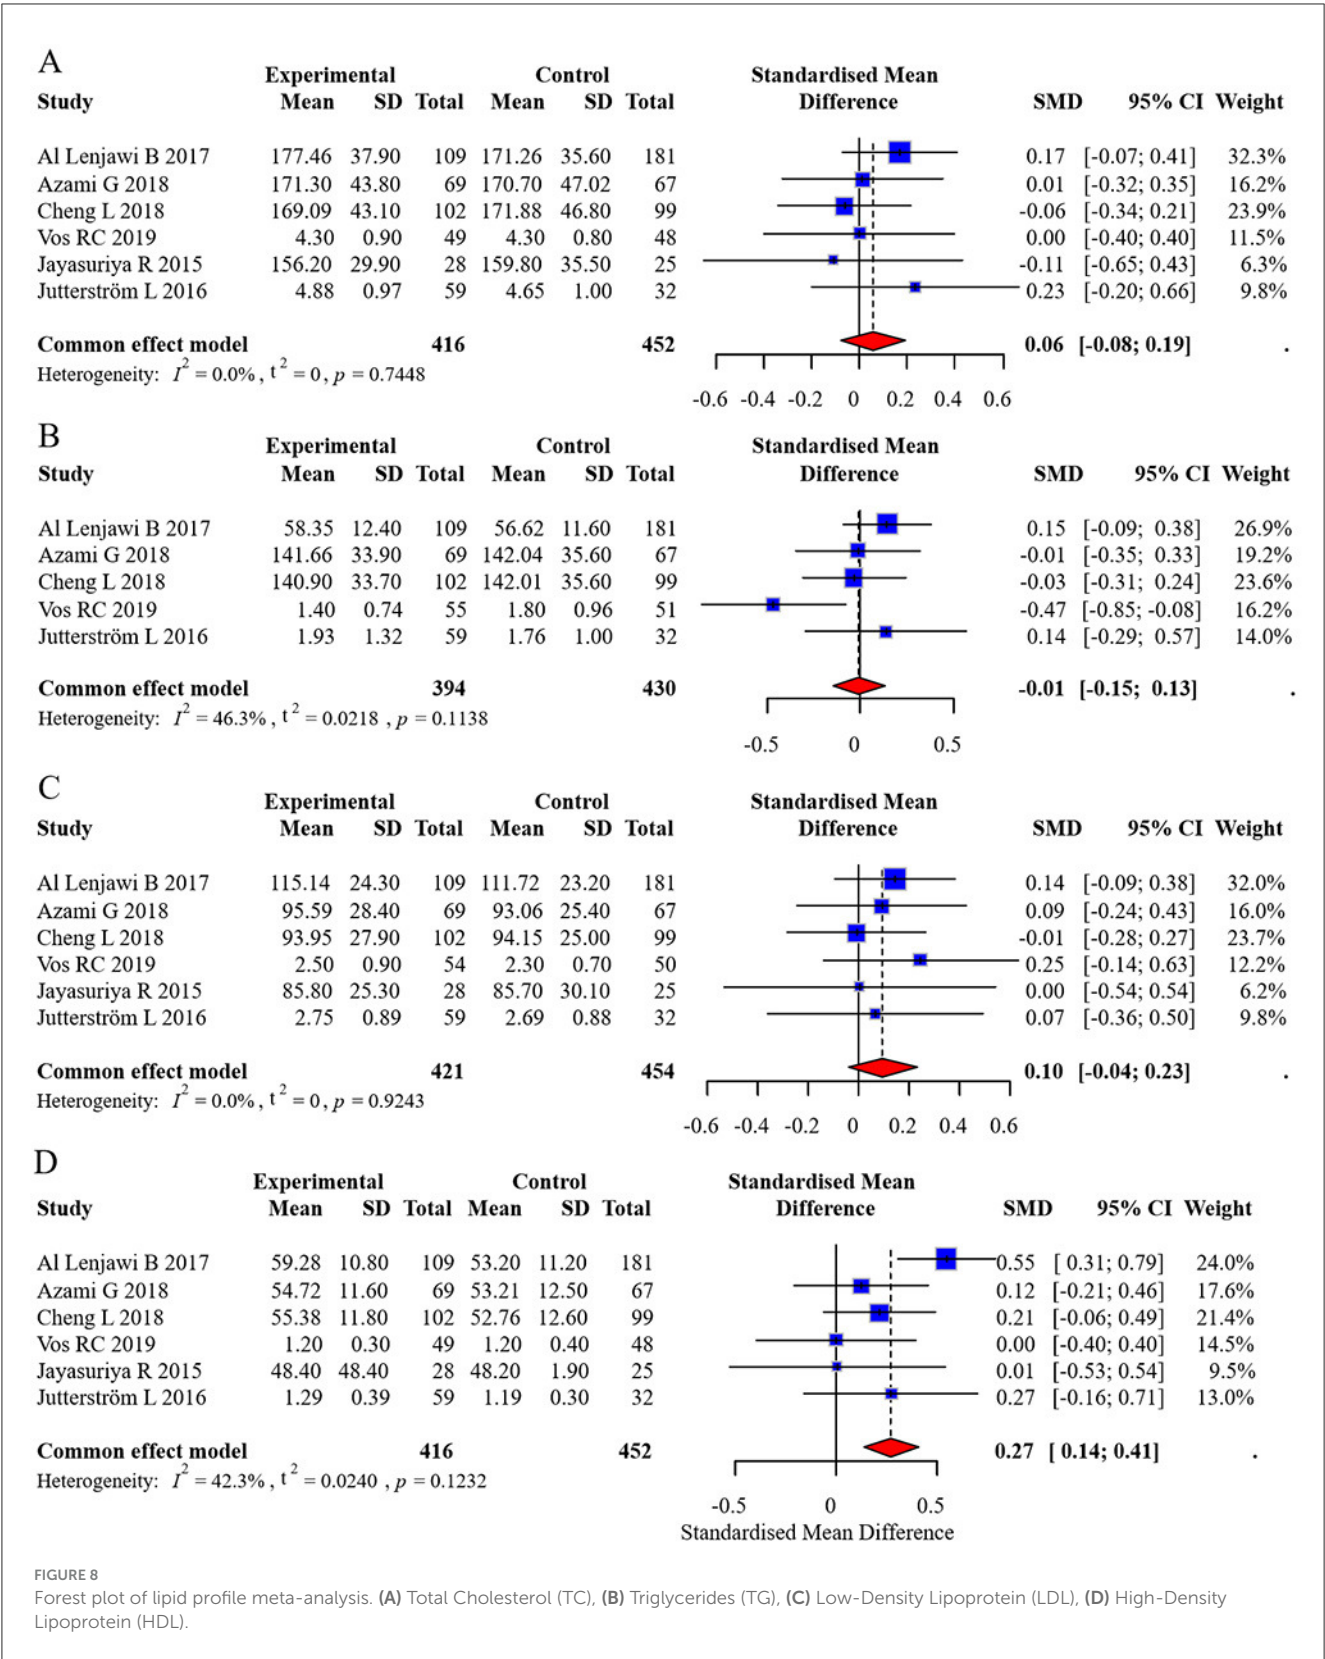 A
Experimental Control Standardised Mean
Study Mean SD Total Mean SD Total Difference SMD 95% CI Weight
Al Lenjawi B 2017 177.46 37.90 109 171.26 35.60 181 0.17 [-0.07; 0.41] 32.3%
Azami G 2018 171.30 43.80 69 170.70 47.02 67 0.01 [-0.32; 0.35] 16.2%
Cheng L 2018 169.09 43.10 102 171.88 46.80 99 -0.06 [-0.34; 0.21] 23.9%
Vos RC 2019 4.30 0.90 49 4.30 0.80 48 0.00 [-0.40; 0.40] 11.5%
Jayasuriya R 2015 156.20 29.90 28 159.80 35.50 25 -0.11 [-0.65; 0.43] 6.3%
Jutterström L 2016 4.88 0.97 59 4.65 1.00 32 0.23 [-0.20; 0.66] 9.8%
Common effect model 416 452 0.06 [-0.08; 0.19] .
Heterogeneity: I² = 0.0%, t² = 0, p = 0.7448
-0.6 -0.4 -0.2 0 0.2 0.4 0.6
B
Experimental Control Standardised Mean
Study Mean SD Total Mean SD Total Difference SMD 95% CI Weight
Al Lenjawi B 2017 58.35 12.40 109 56.62 11.60 181 0.15 [-0.09; 0.38] 26.9%
Azami G 2018 141.66 33.90 69 142.04 35.60 67 -0.01 [-0.35; 0.33] 19.2%
Cheng L 2018 140.90 33.70 102 142.01 35.60 99 -0.03 [-0.31; 0.24] 23.6%
Vos RC 2019 1.40 0.74 55 1.80 0.96 51 -0.47 [-0.85; -0.08] 16.2%
Jutterström L 2016 1.93 1.32 59 1.76 1.00 32 0.14 [-0.29; 0.57] 14.0%
Common effect model 394 430 -0.01 [-0.15; 0.13] .
Heterogeneity: I² = 46.3%, t² = 0.0218 , p = 0.1138
-0.5 0 0.5
C
Experimental Control Standardised Mean
Study Mean SD Total Mean SD Total Difference SMD 95% CI Weight
Al Lenjawi B 2017 115.14 24.30 109 111.72 23.20 181 0.14 [-0.09; 0.38] 32.0%
Azami G 2018 95.59 28.40 69 93.06 25.40 67 0.09 [-0.24; 0.43] 16.0%
Cheng L 2018 93.95 27.90 102 94.15 25.00 99 -0.01 [-0.28; 0.27] 23.7%
Vos RC 2019 2.50 0.90 54 2.30 0.70 50 0.25 [-0.14; 0.63] 12.2%
Jayasuriya R 2015 85.80 25.30 28 85.70 30.10 25 0.00 [-0.54; 0.54] 6.2%
Jutterström L 2016 2.75 0.89 59 2.69 0.88 32 0.07 [-0.36; 0.50] 9.8%
Common effect model 421 454 0.10 [-0.04; 0.23] .
Heterogeneity: I² = 0.0%, t² = 0, p = 0.9243
-0.6 -0.4 -0.2 0 0.2 0.4 0.6
D
Experimental Control Standardised Mean
Study Mean SD Total Mean SD Total Difference SMD 95% CI Weight
Al Lenjawi B 2017 59.28 10.80 109 53.20 11.20 181 0.55 [ 0.31; 0.79] 24.0%
Azami G 2018 54.72 11.60 69 53.21 12.50 67 0.12 [-0.21; 0.46] 17.6%
Cheng L 2018 55.38 11.80 102 52.76 12.60 99 0.21 [-0.06; 0.49] 21.4%
Vos RC 2019 1.20 0.30 49 1.20 0.40 48 0.00 [-0.40; 0.40] 14.5%
Jayasuriya R 2015 48.40 48.40 28 48.20 1.90 25 0.01 [-0.53; 0.54] 9.5%
Jutterström L 2016 1.29 0.39 59 1.19 0.30 32 0.27 [-0.16; 0.71] 13.0%
Common effect model 416 452 0.27 [ 0.14; 0.41] .
Heterogeneity: I² = 42.3%, t² = 0.0240 , p = 0.1232
-0.5 0 0.5
Standardised Mean Difference
FIGURE 8
Forest plot of lipid profile meta-analysis. (A) Total Cholesterol (TC), (B) Triglycerides (TG), (C) Low-Density Lipoprotein (LDL), (D) High-Density
Lipoprotein (HDL).